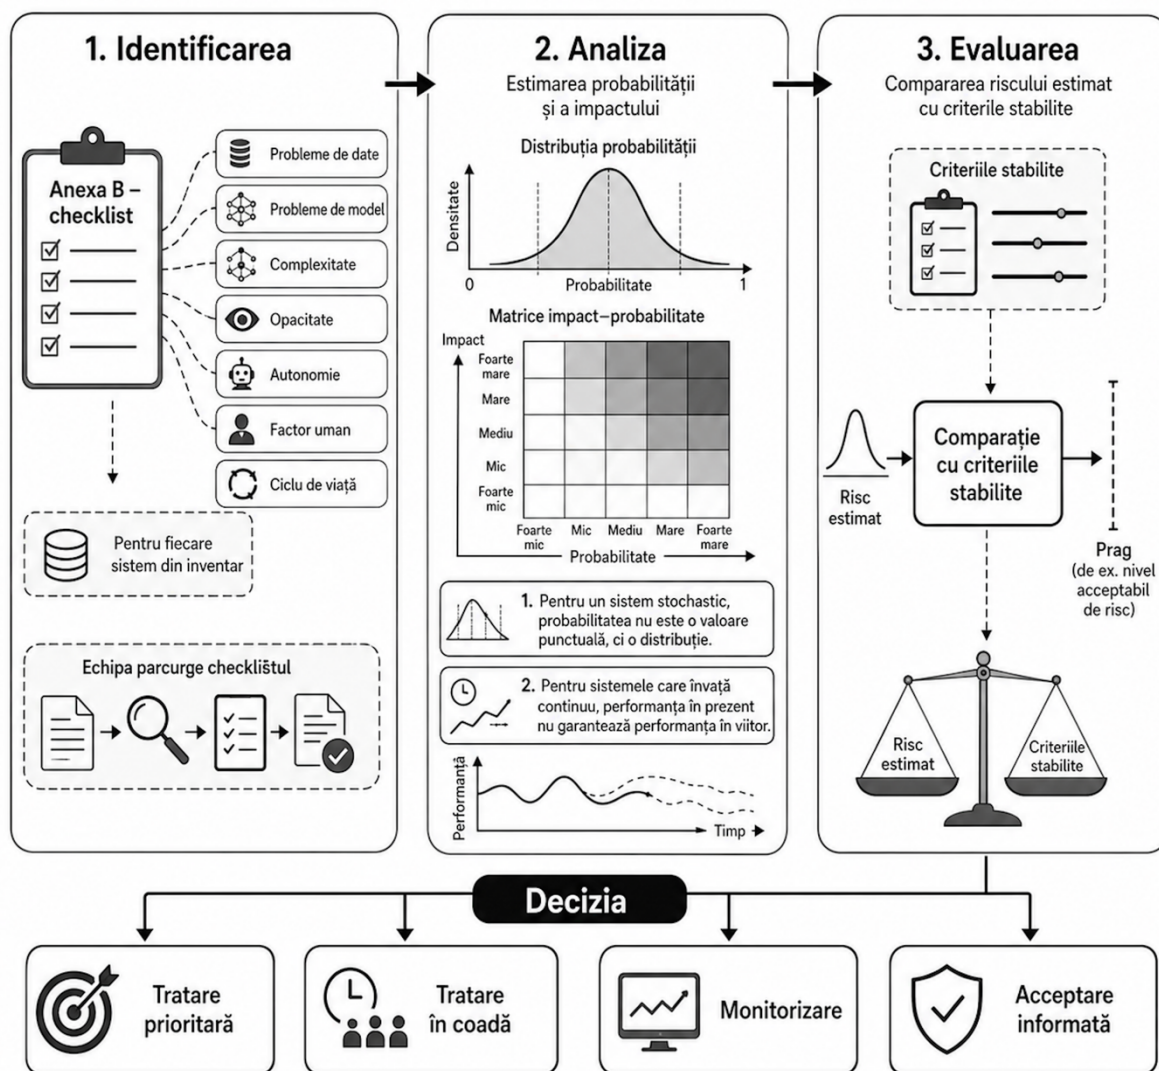 1. Identificarea
Anexa B –
checklist
Probleme de date
Probleme de model
Complexitate
Opacitate
Autonomie
Factor uman
Ciclu de viață
Pentru fiecare
sistem din inventar
Echipa parcurge checklistul
2. Analiza
Estimarea probabilității
și a impactului
Distribuția probabilității
Densitate
0
Probabilitate
1
Matrice impact–probabilitate
Impact
Foarte
mare
Mare
Mediu
Mic
Foarte
mic
Foarte
mic
Mic
Mediu
Mare
Foarte
mare
Probabilitate
1. Pentru un sistem stochastic,
probabilitatea nu este o valoare
punctuală, ci o distribuție.
2. Pentru sistemele care învață
continuu, performanța în prezent
nu garantează performanța în viitor.
Performanță
Timp
3. Evaluarea
Compararea riscului estimat
cu criterile stabilite
Criteriile stabilite
Risc
estimat
Comparație
cu criteriile
stabilite
Prag
(de ex. nivel
acceptabil
de risc)
Risc
estimat
Criteriile
stabilite
Decizia
Tratare
prioritară
Tratare
în coadă
Monitorizare
Acceptare
informată